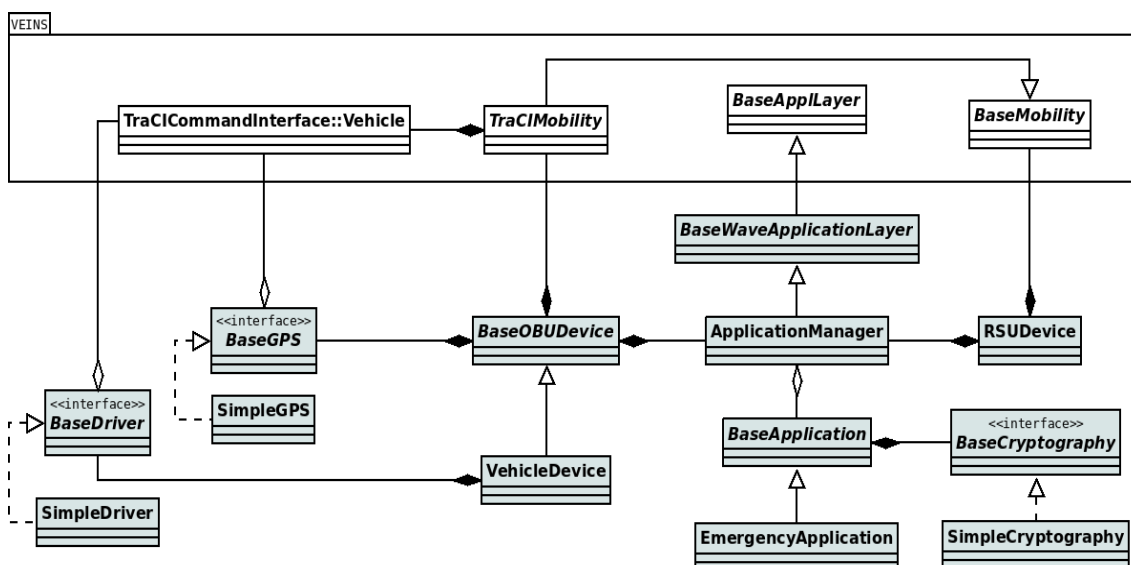 VEINS
BaseApplLayer
TraCICommandInterface::Vehicle
TraCIMobility
BaseMobility
BaseWaveApplicationLayer
<<interface>>
BaseGPS
BaseOBUDevice
ApplicationManager
RSUDevice
<<interface>>
BaseDriver
SimpleGPS
BaseApplication
<<interface>>
BaseCryptography
VehicleDevice
SimpleDriver
EmergencyApplication
SimpleCryptography